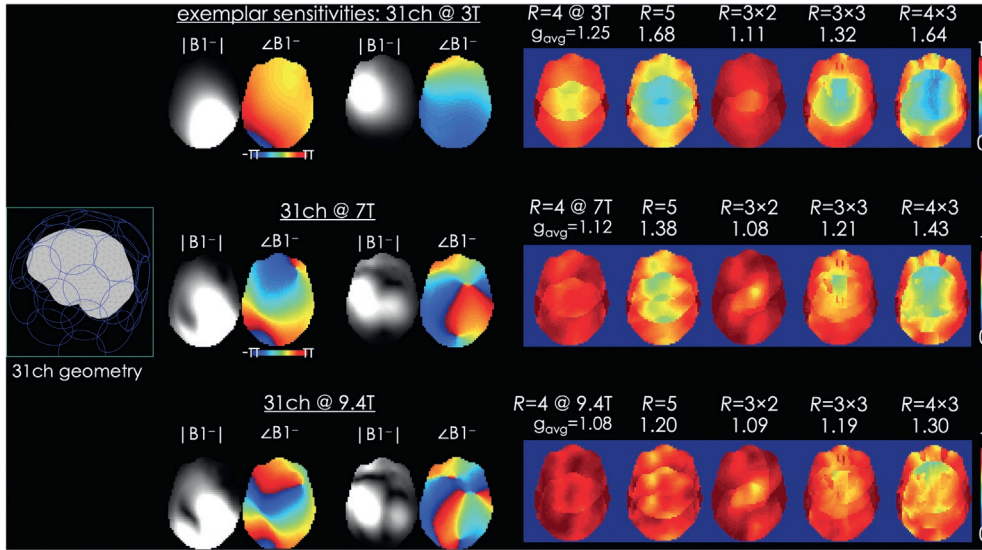 exemplar sensitivities: 31ch @ 3T
|B1⁻| ∠B1⁻ |B1⁻| ∠B1⁻
R=4 @ 3T R=5 R=3×2 R=3×3 R=4×3
gavg=1.25 1.68 1.11 1.32 1.64
-π π
31ch @ 7T
|B1⁻| ∠B1⁻ |B1⁻| ∠B1⁻
R=4 @ 7T R=5 R=3×2 R=3×3 R=4×3
gavg=1.12 1.38 1.08 1.21 1.43
-π π
31ch geometry
31ch @ 9.4T
|B1⁻| ∠B1⁻ |B1⁻| ∠B1⁻
R=4 @ 9.4T R=5 R=3×2 R=3×3 R=4×3
gavg=1.08 1.20 1.09 1.19 1.30